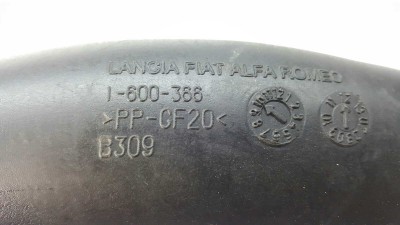 LANCIA FIAT ALFA ROMEO
1-600-366
>PP-GF20<
B309